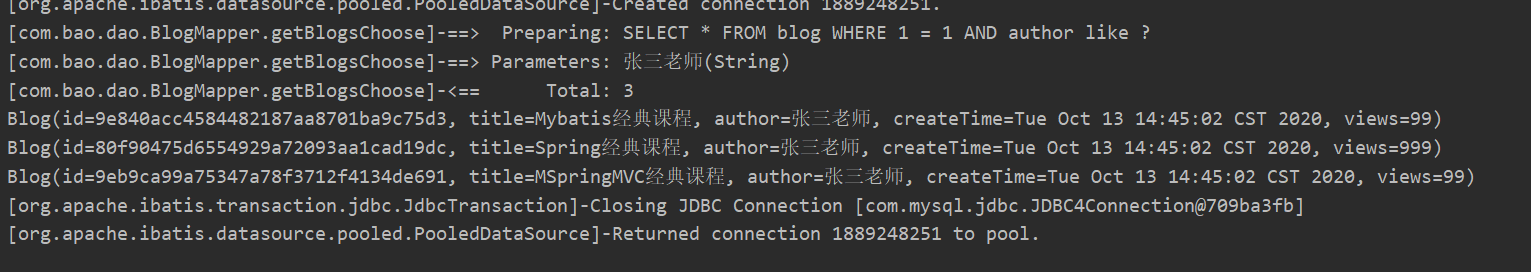 [org.apache.ibatis.datasource.pooled.PooledDataSource]-Created connection 1889248251.
[com.bao.dao.BlogMapper.getBlogsChoose]-==>  Preparing: SELECT * FROM blog WHERE 1 = 1 AND author like ?
[com.bao.dao.BlogMapper.getBlogsChoose]-==> Parameters: 张三老师(String)
[com.bao.dao.BlogMapper.getBlogsChoose]-<==      Total: 3
Blog(id=9e840acc4584482187aa8701ba9c75d3, title=Mybatis经典课程, author=张三老师, createTime=Tue Oct 13 14:45:02 CST 2020, views=99)
Blog(id=80f90475d6554929a72093aa1cad19dc, title=Spring经典课程, author=张三老师, createTime=Tue Oct 13 14:45:02 CST 2020, views=999)
Blog(id=9eb9ca99a75347a78f3712f4134de691, title=MSpringMVC经典课程, author=张三老师, createTime=Tue Oct 13 14:45:02 CST 2020, views=99)
[org.apache.ibatis.transaction.jdbc.JdbcTransaction]-Closing JDBC Connection [com.mysql.jdbc.JDBC4Connection@709ba3fb]
[org.apache.ibatis.datasource.pooled.PooledDataSource]-Returned connection 1889248251 to pool.